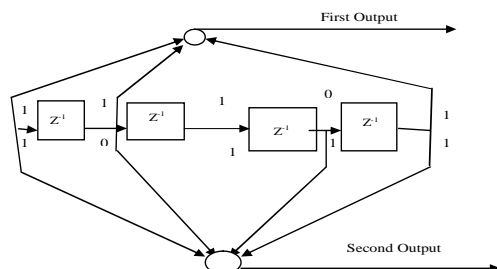 First Output
1 1 1 0 1
Z⁻¹ Z⁻¹ Z⁻¹ Z⁻¹
1 0 1 1 1
Second Output